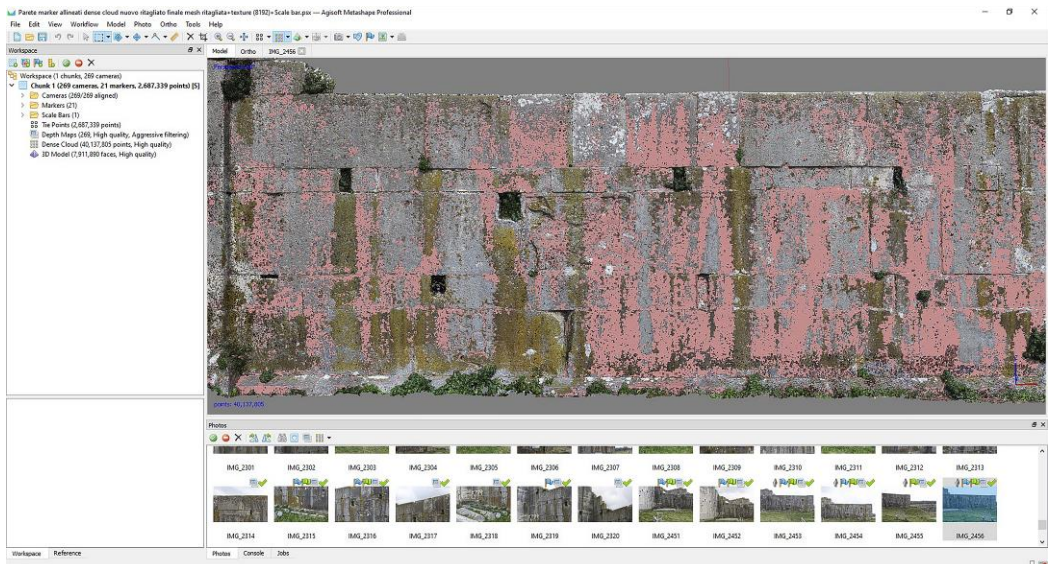 Parete marker allineati dense cloud nuovo ritagliato finale mesh ritagliata+texture (8192)+Scale bar.psx — Agisoft Metashape Professional
File Edit View Workflow Model Photo Ortho Tools Help
Workspace
Model Ortho IMG_2456
Workspace (1 chunks, 269 cameras)
Chunk 1 (269 cameras, 21 markers, 2,687,339 points) [S]
Cameras (269/269 aligned)
Markers (21)
Scale Bars (1)
Tie Points (2,687,339 points)
Depth Maps (269, High quality, Aggressive filtering)
Dense Cloud (40,137,805 points, High quality)
3D Model (7,911,890 faces, High quality)
points: 40,137,805
Photos
IMG_2301 IMG_2302 IMG_2303 IMG_2304 IMG_2305 IMG_2306 IMG_2307 IMG_2308 IMG_2309 IMG_2310 IMG_2311 IMG_2312 IMG_2313
IMG_2314 IMG_2315 IMG_2316 IMG_2317 IMG_2318 IMG_2319 IMG_2320 IMG_2451 IMG_2452 IMG_2453 IMG_2454 IMG_2455 IMG_2456
Workspace Reference
Photos Console Jobs